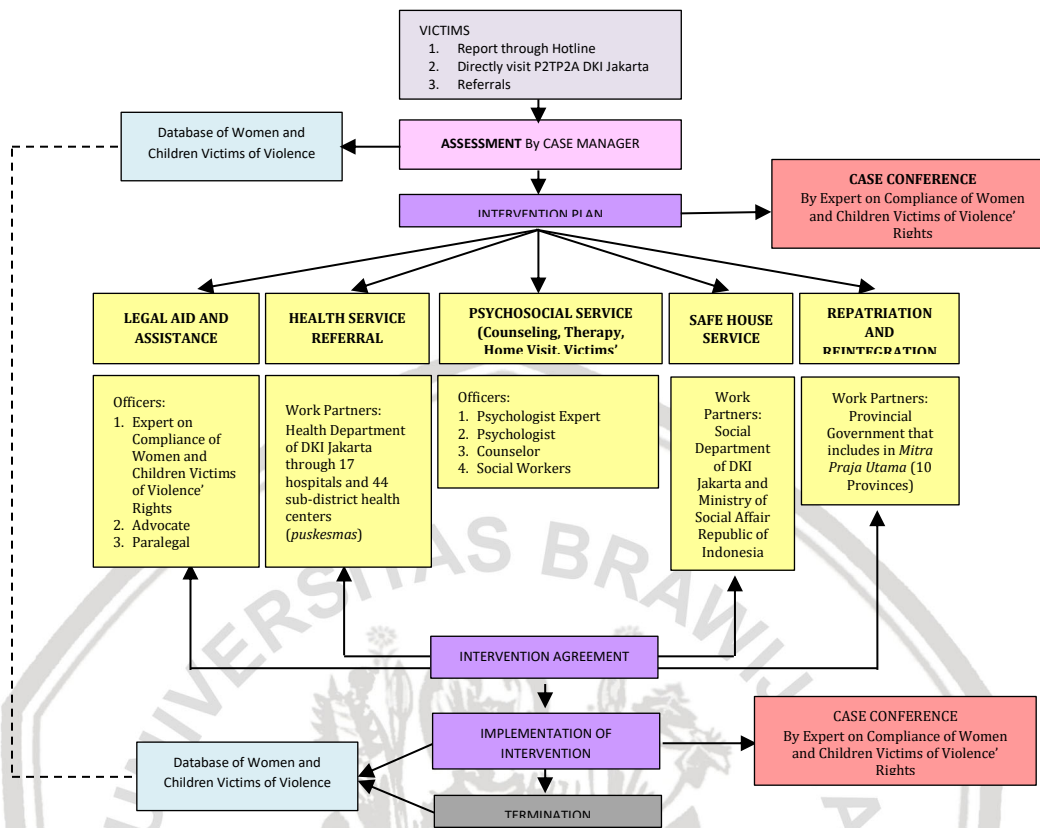 VICTIMS
1. Report through Hotline
2. Directly visit P2TP2A DKI Jakarta
3. Referrals
Database of Women and
Children Victims of Violence
ASSESSMENT By CASE MANAGER
CASE CONFERENCE
By Expert on Compliance of Women
and Children Victims of Violence'
Rights
INTERVENTION PLAN
LEGAL AID AND
ASSISTANCE
HEALTH SERVICE
REFERRAL
PSYCHOSOCIAL SERVICE
(Counseling, Therapy,
Home Visit, Victims'
SAFE HOUSE
SERVICE
REPATRIATION
AND
REINTEGRATION
Officers:
1. Expert on
Compliance of
Women and
Children Victims
of Violence'
Rights
2. Advocate
3. Paralegal
Work Partners:
Health Department
of DKI Jakarta
through 17
hospitals and 44
sub-district health
centers
(puskesmas)
Officers:
1. Psychologist Expert
2. Psychologist
3. Counselor
4. Social Workers
Work
Partners:
Social
Department
of DKI
Jakarta and
Ministry of
Social Affair
Republic of
Indonesia
Work Partners:
Provincial
Government that
includes in Mitra
Praja Utama (10
Provinces)
INTERVENTION AGREEMENT
IMPLEMENTATION OF
INTERVENTION
CASE CONFERENCE
By Expert on Compliance of Women
and Children Victims of Violence'
Rights
Database of Women and
Children Victims of Violence
TERMINATION